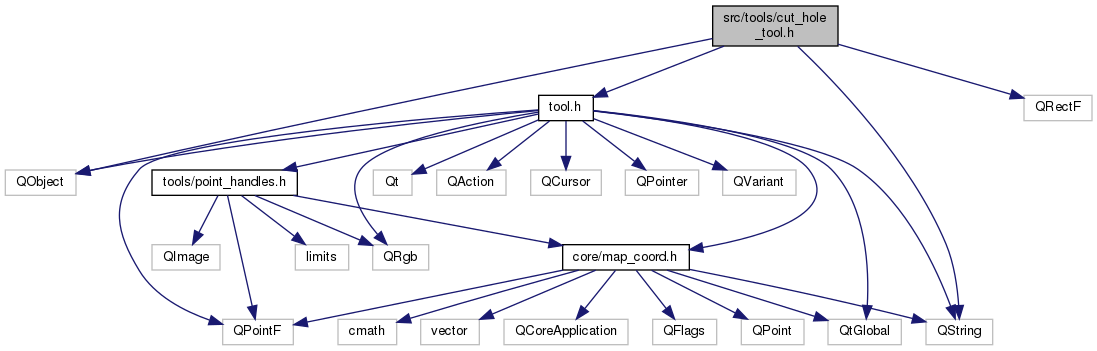 src/tools/cut_hole
_tool.h
tool.h
QRectF
QObject
tools/point_handles.h
Qt
QAction
QCursor
QPointer
QVariant
QImage
limits
QRgb
core/map_coord.h
QPointF
cmath
vector
QCoreApplication
QFlags
QPoint
QtGlobal
QString